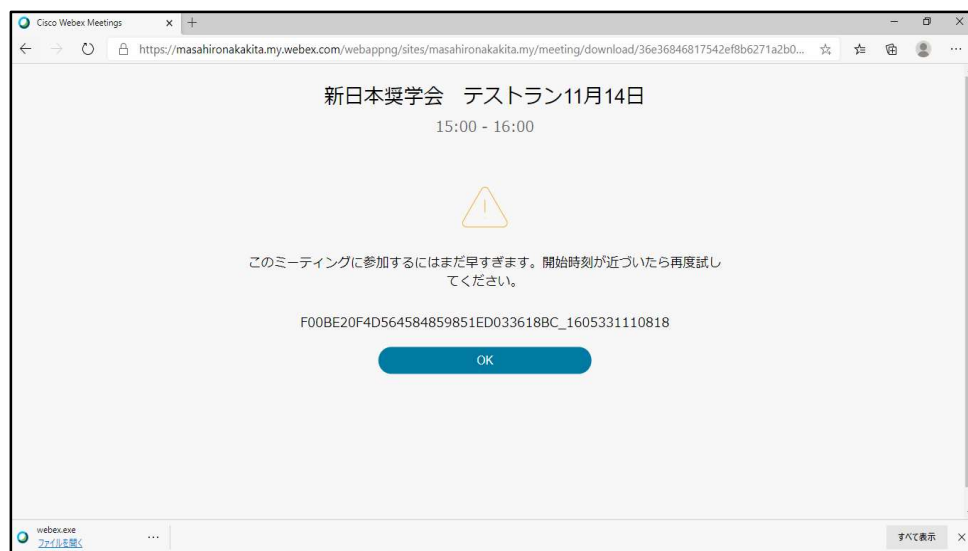 Cisco Webex Meetings
https://masahironakakita.my.webex.com/webappng/sites/masahironakakita.my/meeting/download/36e36846817542ef8b6271a2b0...
新日本奨学会　テストラン11月14日
15:00 - 16:00
このミーティングに参加するにはまだ早すぎます。開始時刻が近づいたら再度試し
てください。
F00BE20F4D564584859851ED033618BC_1605331110818
OK
webex.exe
ファイルを開く
すべて表示